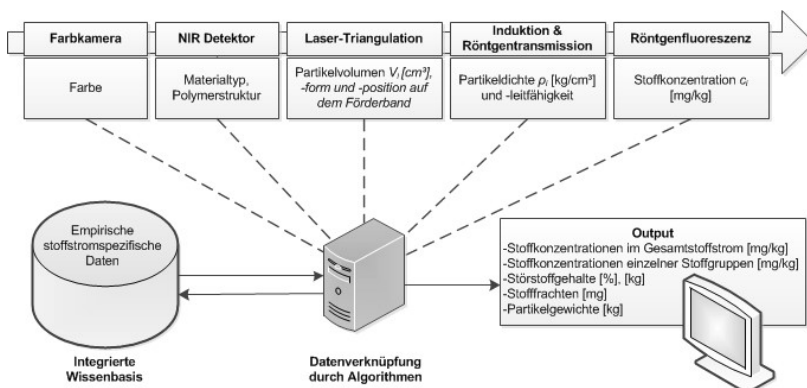 Farbkamera
Farbe
NIR Detektor
Materialtyp,
Polymerstruktur
Laser-Triangulation
Partikelvolumen Vᵢ [cm³],
-form und -position auf
dem Förderband
Induktion &
Röntgentransmission
Partikeldichte ρᵢ [kg/cm³]
und -leitfähigkeit
Röntgenfluoreszenz
Stoffkonzentration cᵢ
[mg/kg]
Empirische
stoffstromspezifische
Daten
Integrierte
Wissenbasis
Datenverknüpfung
durch Algorithmen
Output
-Stoffkonzentrationen im Gesamtstoffstrom [mg/kg]
-Stoffkonzentrationen einzelner Stoffgruppen [mg/kg]
-Störstoffgehalte [%], [kg]
-Stofffrachten [mg]
-Partikelgewichte [kg]